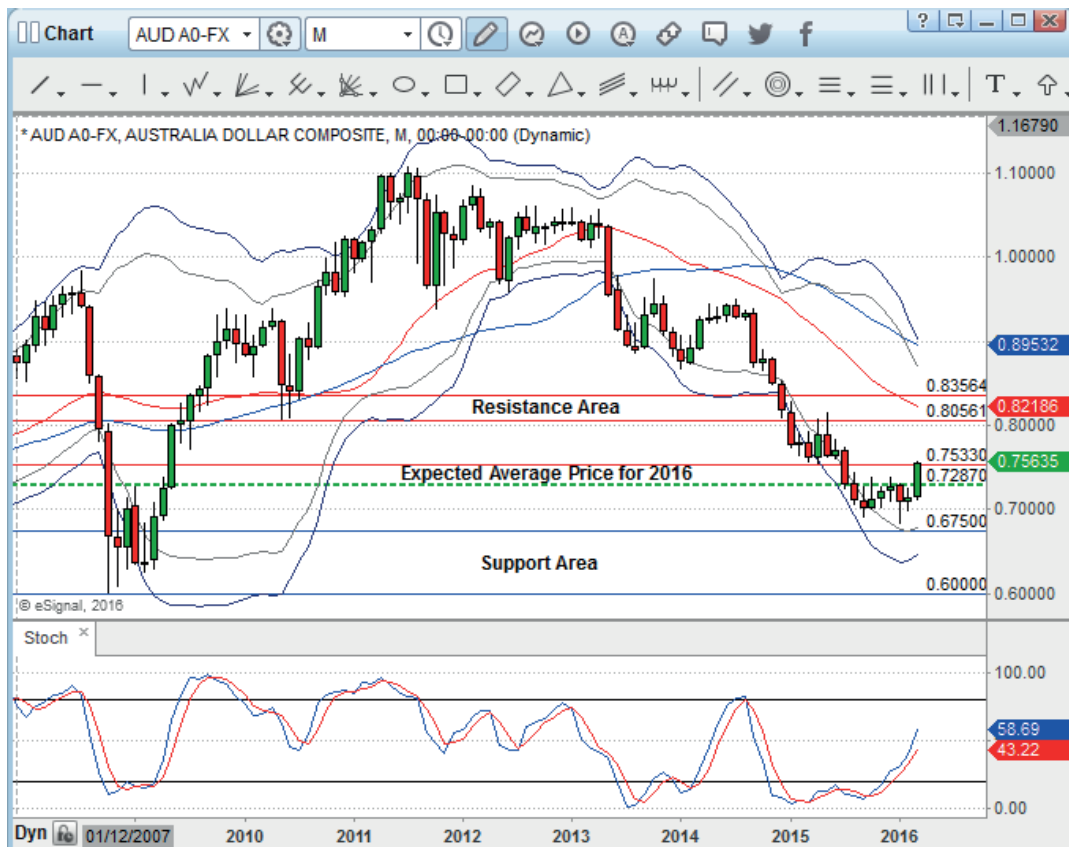 Chart AUD A0-FX M
* AUD A0-FX, AUSTRALIA DOLLAR COMPOSITE, M, 00:00-00:00 (Dynamic)
1.16790
1.10000
1.00000
0.89532
0.83564
Resistance Area
0.82186
0.80561
0.80000
0.75330
0.75635
Expected Average Price for 2016
0.72870
0.70000
0.67500
Support Area
0.60000
0.60000
© eSignal, 2016
Stoch ×
100.00
58.69
43.22
0.00
Dyn 01/12/2007 2010 2011 2012 2013 2014 2015 2016